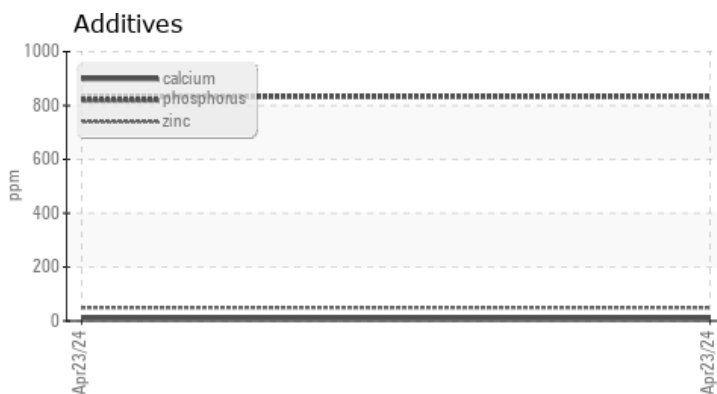 Additives
1000
800
600
400
200
0
ppm
calcium
phosphorus
zinc
Apr23/24
Apr23/24